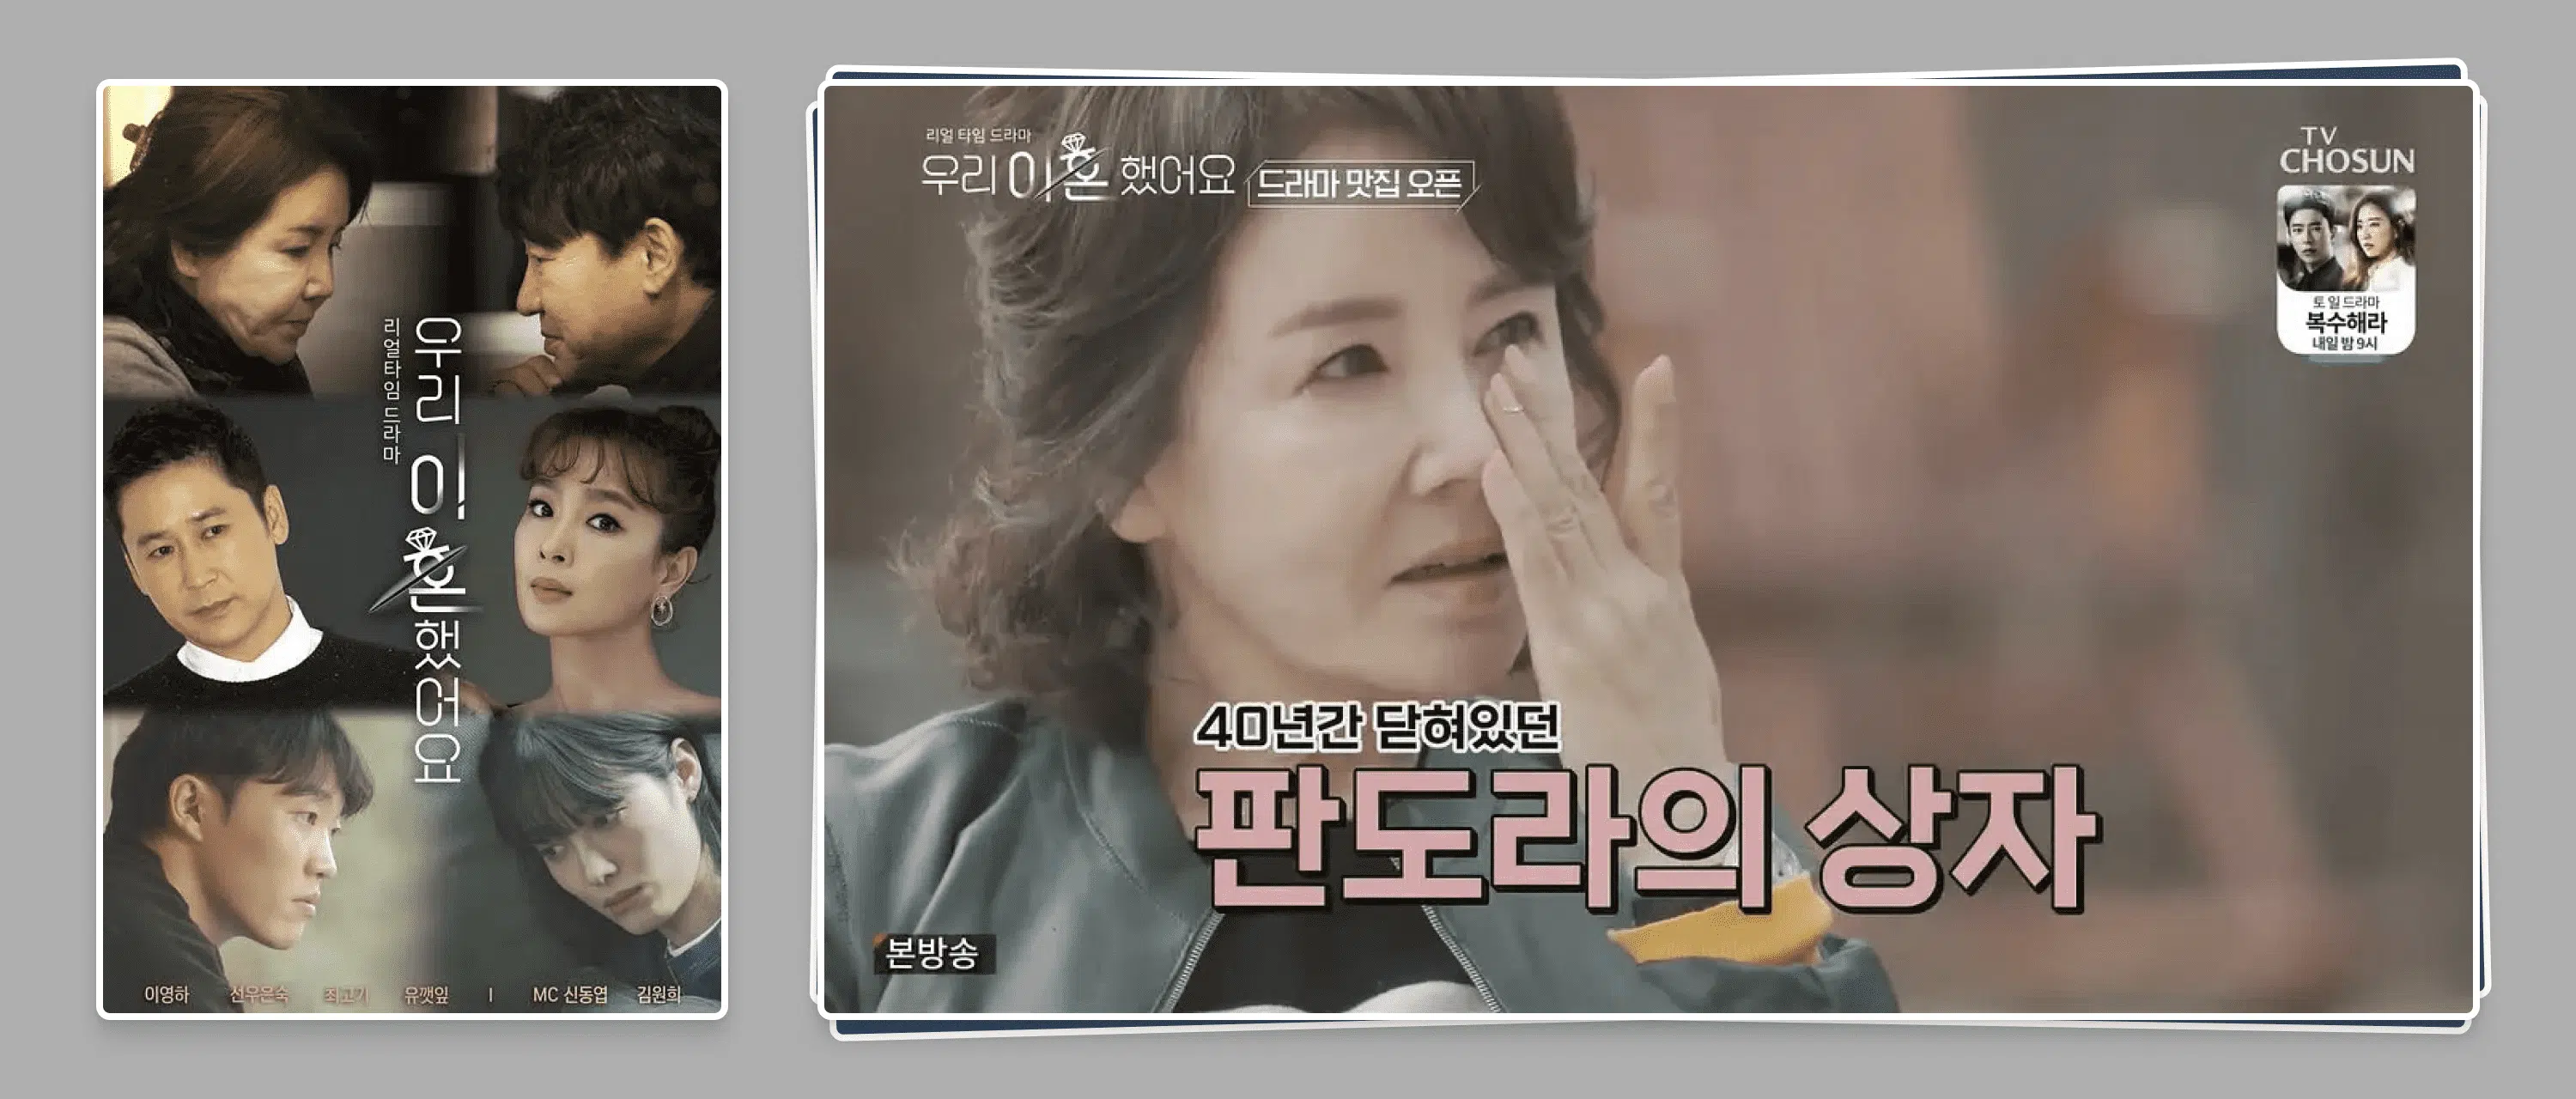 리얼타임 드라마
우리 이혼했어요
이영하 선우은숙 최고기 유깻잎 | MC 신동엽 김원희
리얼 타임 드라마
우리 이혼 했어요 드라마 맛집 오픈
TV
CHOSUN
토 일 드라마
복수해라
내일 밤 9시
40년간 닫혀있던
판도라의 상자
본방송